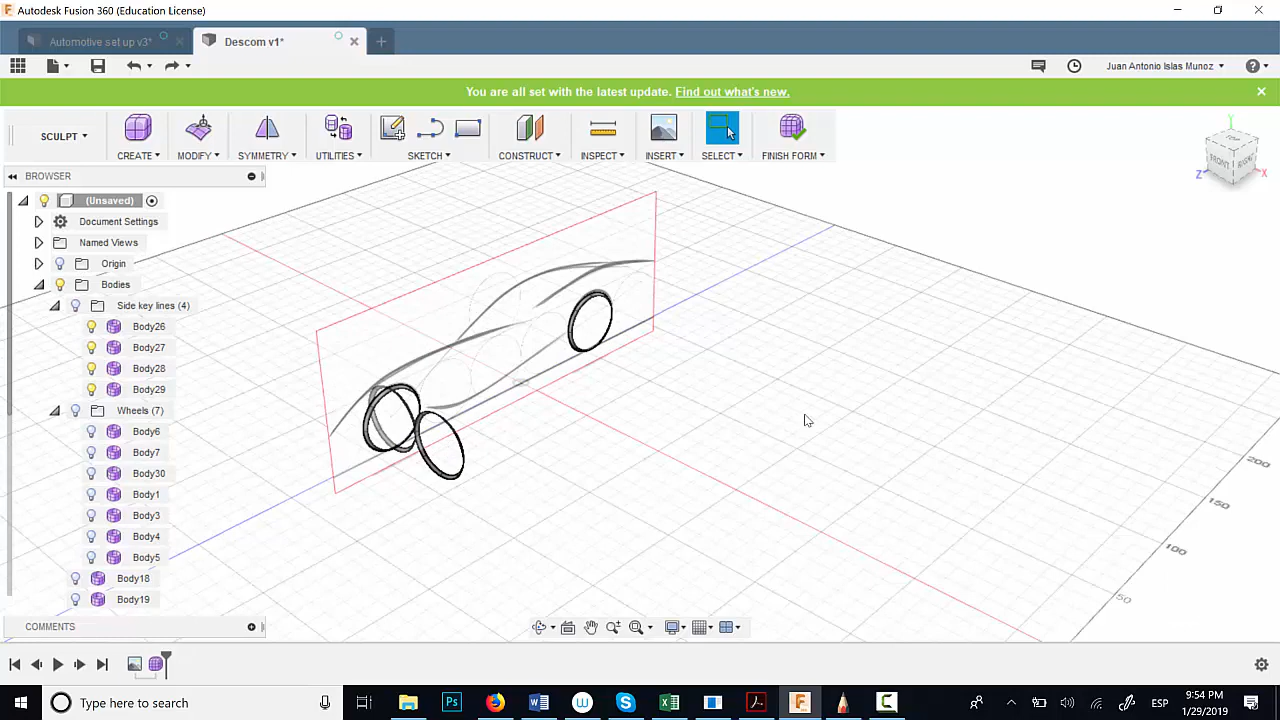 Autodesk Fusion 360 (Education License)
Automotive set up v3*
Descom v1*
Juan Antonio Islas Munoz
You are all set with the latest update. Find out what's new.
SCULPT
CREATE
MODIFY
SYMMETRY
UTILITIES
SKETCH
CONSTRUCT
INSPECT
INSERT
SELECT
FINISH FORM
Y
FRONT
RIGHT
Z
X
BROWSER
(Unsaved)
Document Settings
Named Views
Origin
Bodies
Side key lines (4)
Body26
Body27
Body28
Body29
Wheels (7)
Body6
Body7
Body30
Body1
Body3
Body4
Body5
Body18
Body19
200
150
100
50
COMMENTS
Type here to search
ESP
9:54 PM
1/29/2019